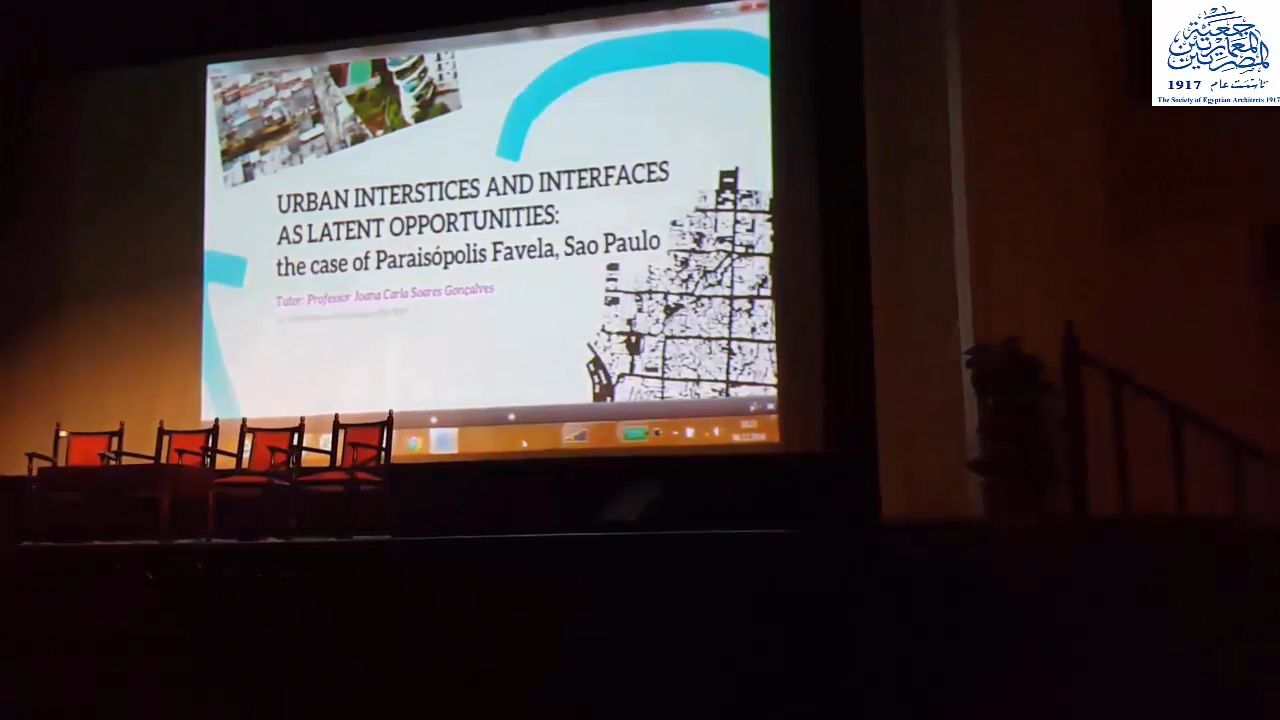 URBAN INTERSTICES AND INTERFACES
AS LATENT OPPORTUNITIES:
the case of Paraisópolis Favela, Sao Paulo
Tutor: Professor Joana Carla Soares Gonçalves
جمعية
المعماريين
المصريين
1917 تأسست عام
The Society of Egyptian Architects 1917